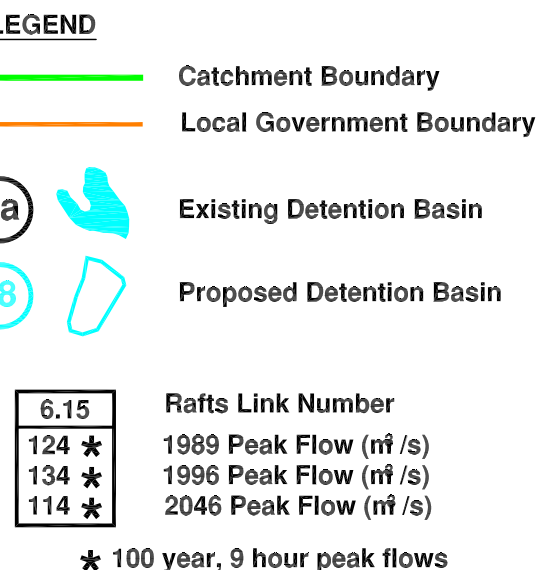 LEGEND
Catchment Boundary
Local Government Boundary
a
Existing Detention Basin
8
Proposed Detention Basin
6.15
Rafts Link Number
124 * 1989 Peak Flow (m³/s)
134 * 1996 Peak Flow (m³/s)
114 * 2046 Peak Flow (m³/s)
* 100 year, 9 hour peak flows